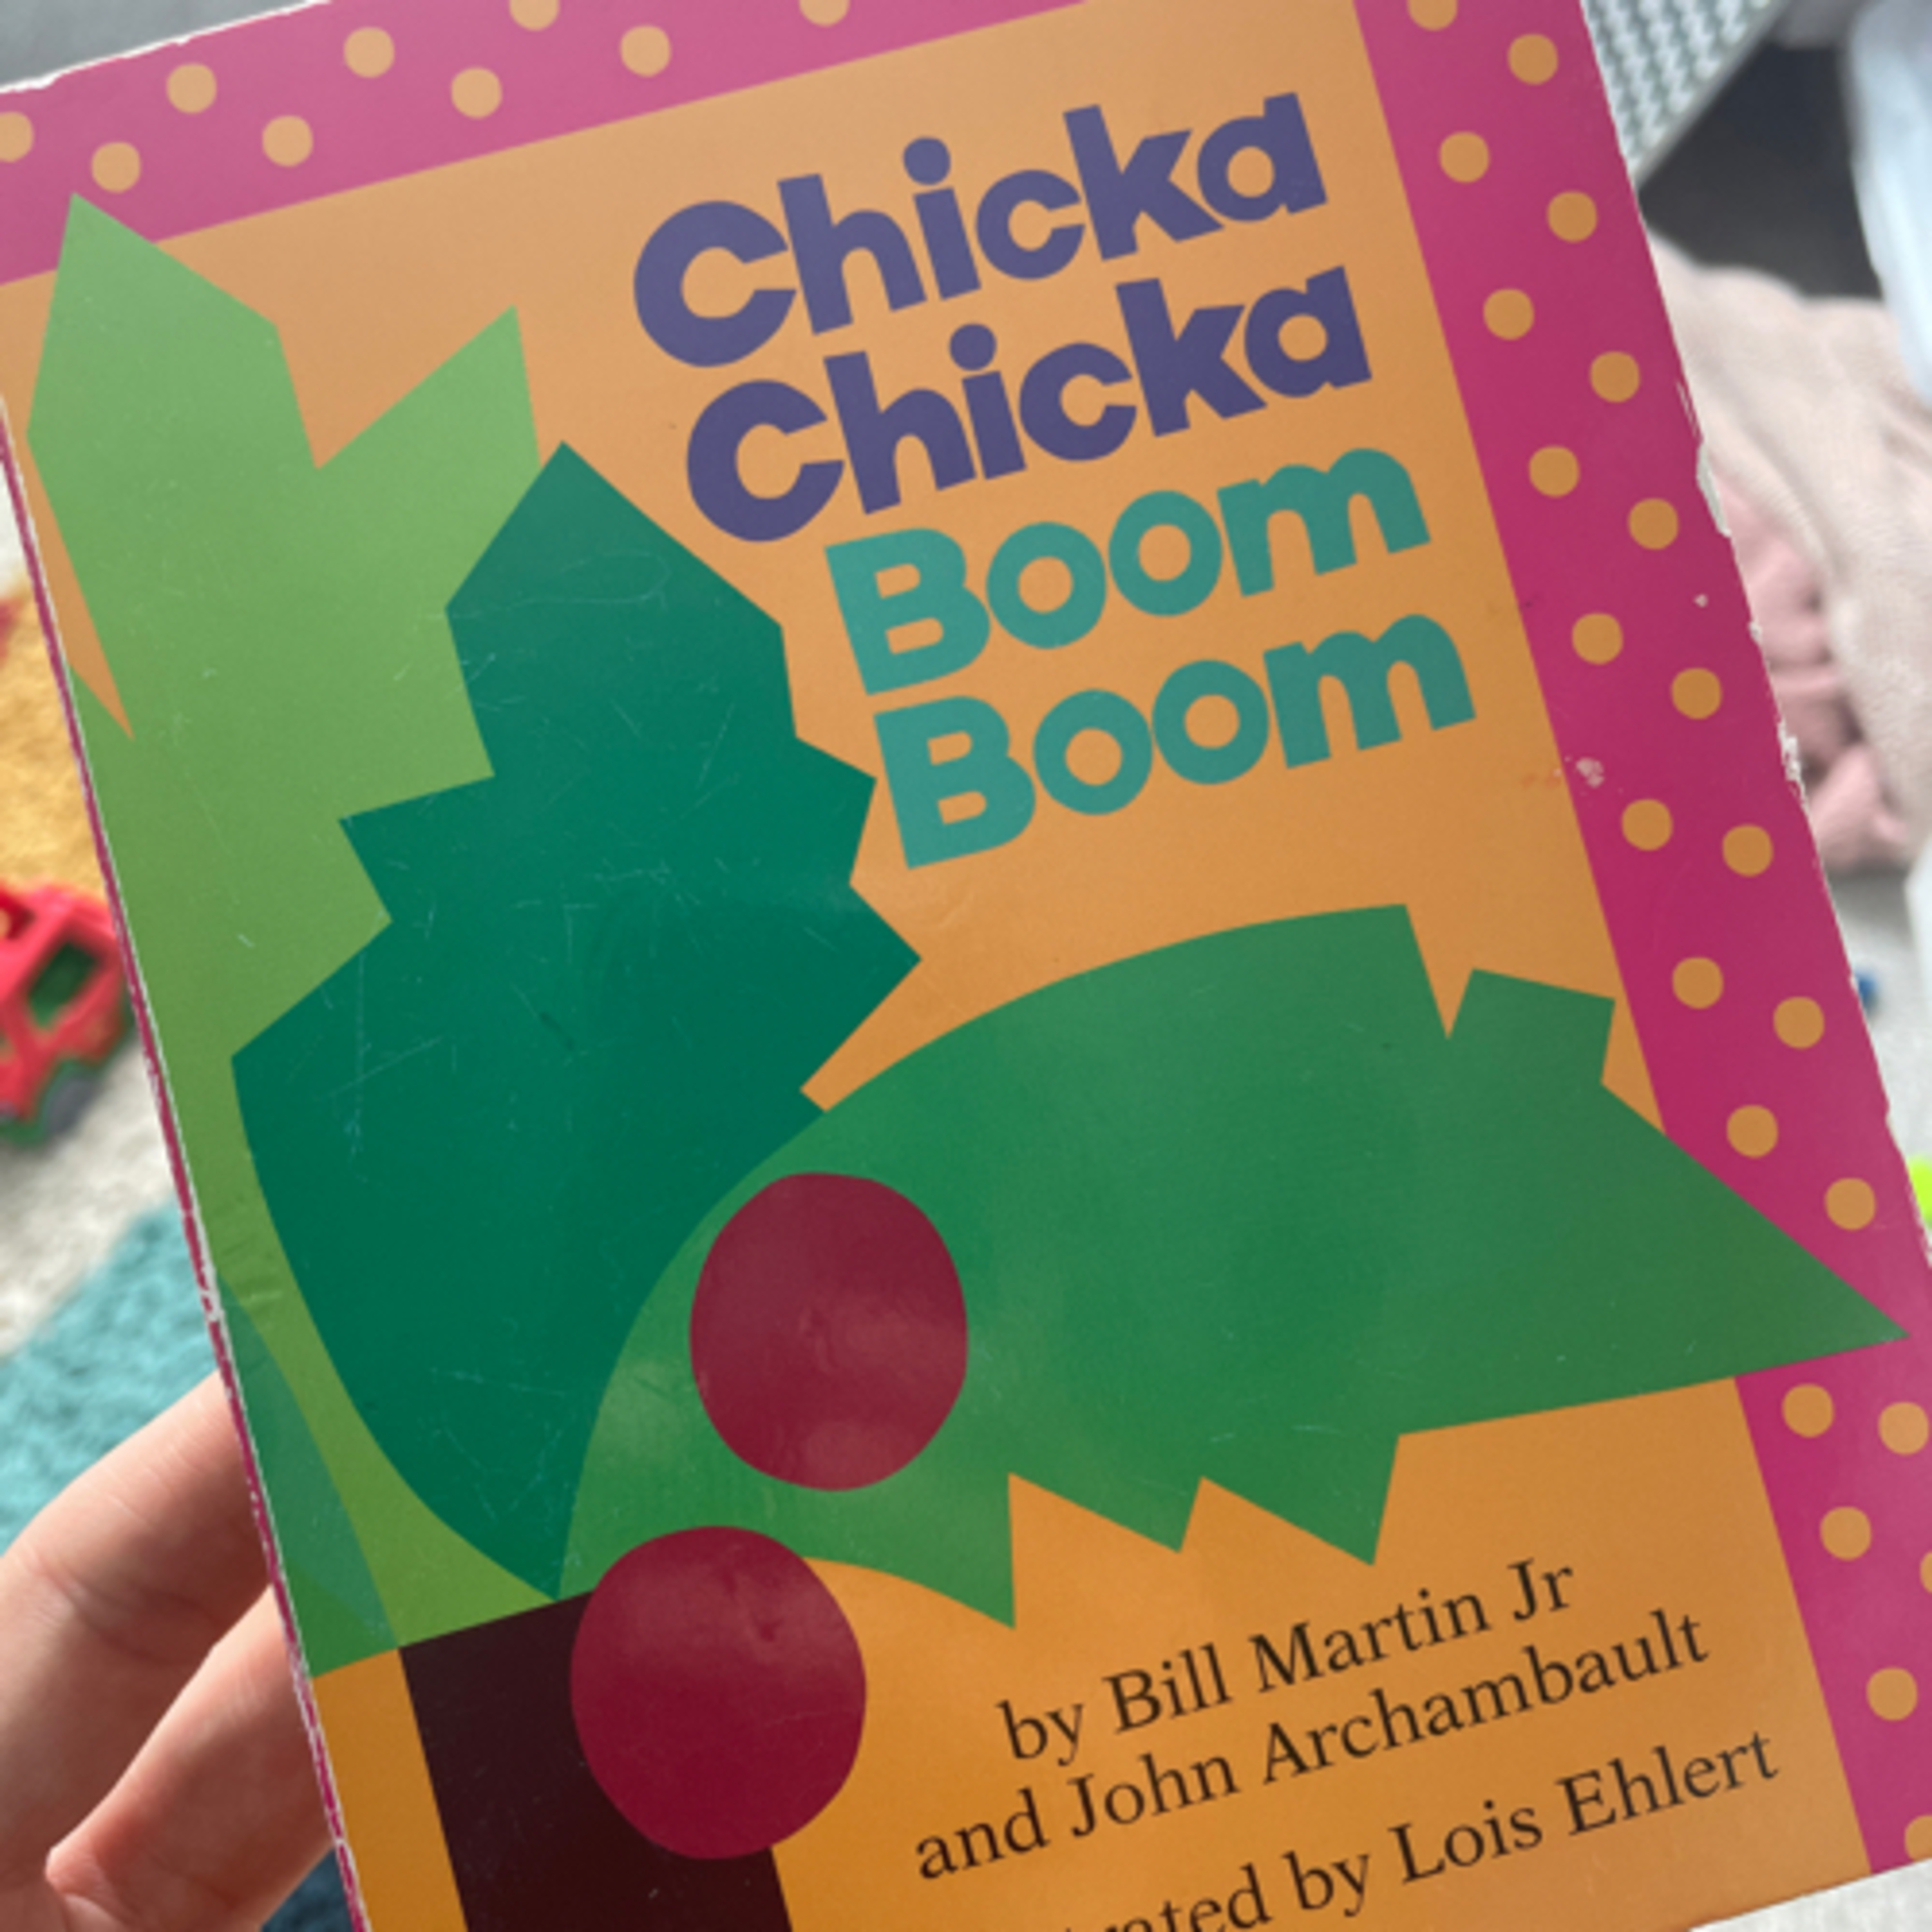 Chicka
Chicka
Boom
Boom
by Bill Martin Jr
and John Archambault
by Lois Ehlert